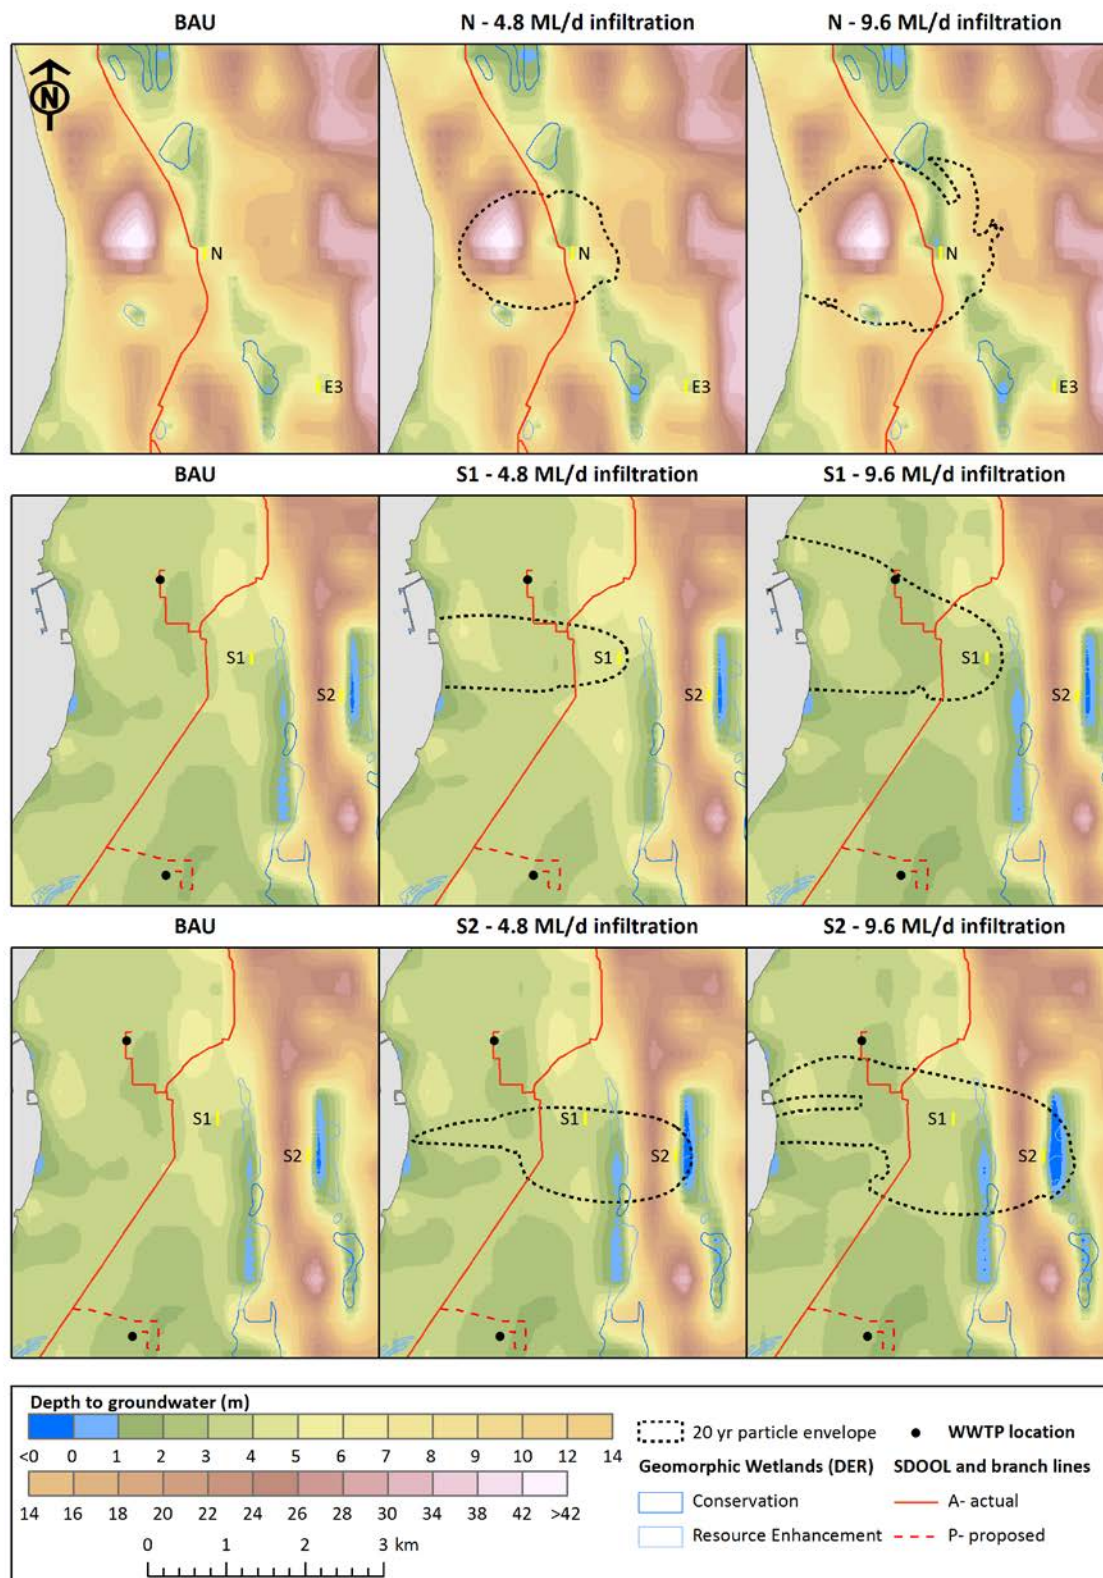 BAU N - 4.8 ML/d infiltration N - 9.6 ML/d infiltration
N
N N N
E3 E3 E3
BAU S1 - 4.8 ML/d infiltration S1 - 9.6 ML/d infiltration
S1 S1 S1
S2 S2 S2
BAU S2 - 4.8 ML/d infiltration S2 - 9.6 ML/d infiltration
S1 S1 S1
S2 S2 S2
Depth to groundwater (m)
<0 0 1 2 3 4 5 6 7 8 9 10 12 14
14 16 18 20 22 24 26 28 30 34 38 42 >42
0 1 2 3 km
20 yr particle envelope
WWTP location
Geomorphic Wetlands (DER)
Conservation
Resource Enhancement
SDOOL and branch lines
A- actual
P- proposed